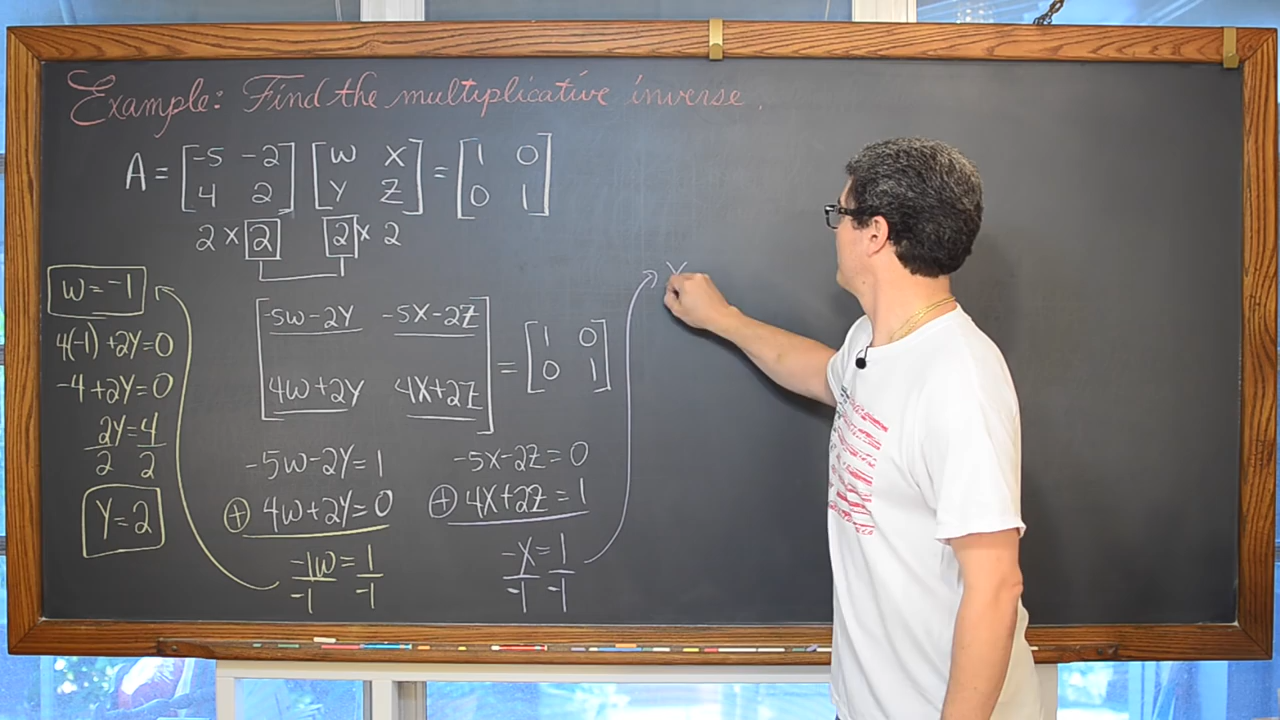 Example: Find the multiplicative inverse.
A = [-5 -2] [W X] = [1 0]
[4 2] [Y Z] [0 1]
2 x 2 2 x 2
W = -1
4(-1) + 2Y = 0
-4 + 2Y = 0
2Y = 4
2 2
Y = 2
-5W-2Y -5X-2Z
4W+2Y 4X+2Z
= [1 0]
[0 1]
-5W-2Y=1
+ 4W+2Y=0
-1W = 1
-1 -1
-5X-2Z=0
+ 4X+2Z=1
-X = 1
-1 -1
X